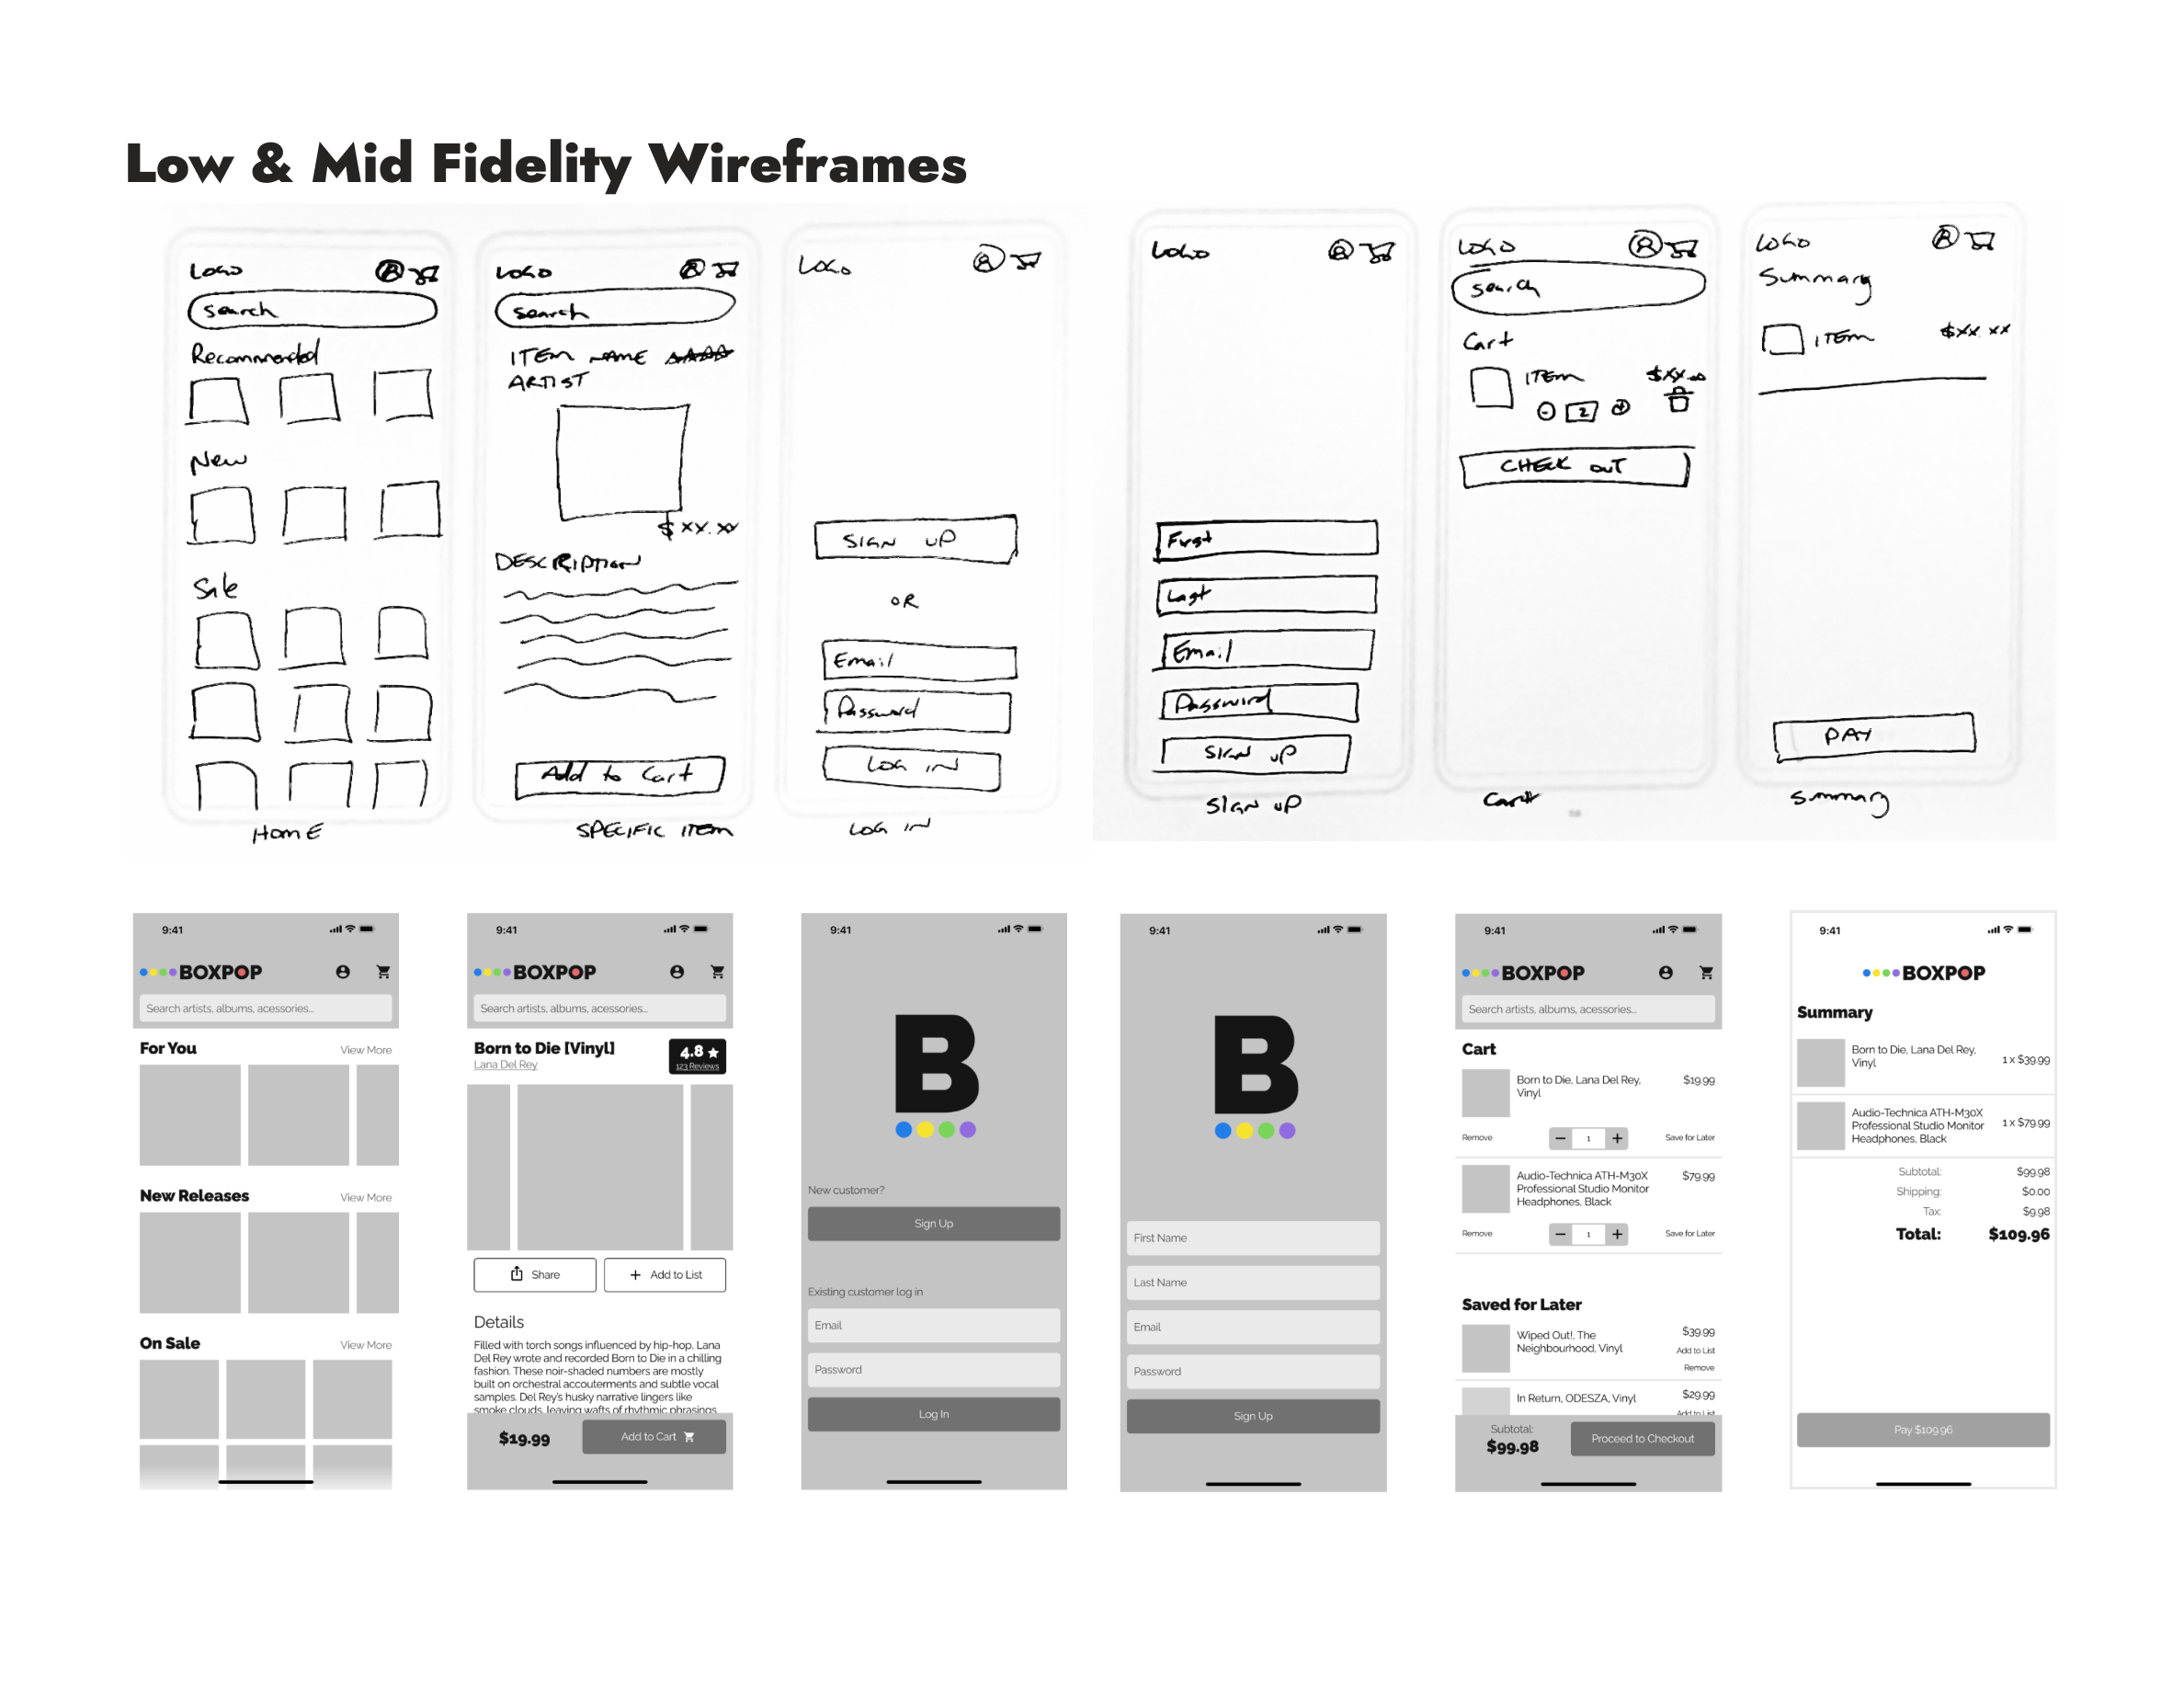 Low & Mid Fidelity Wireframes
LOGO
Search
Recommended
New
Sale
HOME
LOGO
Search
ITEM NAME
ARTIST
$XX.XX
DESCRIPTION
Add to Cart
SPECIFIC ITEM
LOGO
SIGN UP
OR
Email
Password
LOG IN
LOG IN
LOGO
First
Last
Email
Password
SIGN UP
SIGN UP
LOGO
Search
Cart
ITEM $XX.XX
- 2 +
CHECK OUT
Cart
LOGO
Summary
ITEM $XX.XX
PAY
Summary
9:41
BOXPOP
Search artists, albums, acessories...
For You View More
New Releases View More
On Sale View More
9:41
BOXPOP
Search artists, albums, acessories...
Born to Die [Vinyl] 4.8
Lana Del Rey 123 Reviews
Share + Add to List
Details
Filled with torch songs influenced by hip-hop, Lana
Del Rey wrote and recorded Born to Die in a chilling
fashion. These noir-shaded numbers are mostly
built on orchestral accouterments and subtle vocal
samples. Del Rey's husky narrative lingers like
smoke clouds, leaving wafts of rhythmic phrasings
$19.99 Add to Cart
9:41
B
New customer?
Sign Up
Existing customer log in
Email
Password
Log In
9:41
B
First Name
Last Name
Email
Password
Sign Up
9:41
BOXPOP
Search artists, albums, acessories...
Cart
Born to Die, Lana Del Rey, $19.99
Vinyl
Remove − 1 + Save for Later
Audio-Technica ATH-M30X $79.99
Professional Studio Monitor
Headphones, Black
Remove − 1 + Save for Later
Saved for Later
Wiped Out!, The $39.99
Neighbourhood, Vinyl Add to List
Remove
In Return, ODESZA, Vinyl $29.99
Add to List
Subtotal:
$99.98 Proceed to Checkout
9:41
BOXPOP
Summary
Born to Die, Lana Del Rey, 1 x $39.99
Vinyl
Audio-Technica ATH-M30X 1 x $79.99
Professional Studio Monitor
Headphones, Black
Subtotal: $99.98
Shipping: $0.00
Tax: $9.98
Total: $109.96
Pay $109.96